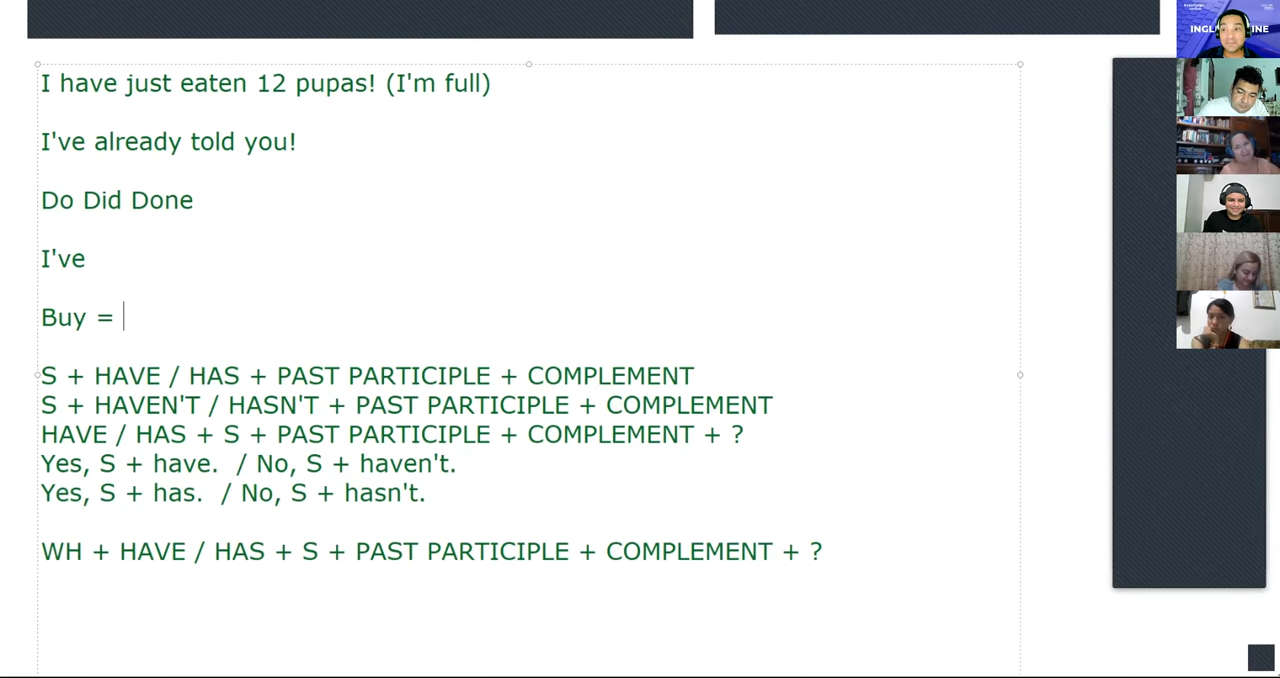 I have just eaten 12 pupas! (I'm full)
I've already told you!
Do Did Done
I've
Buy =
S + HAVE / HAS + PAST PARTICIPLE + COMPLEMENT
S + HAVEN'T / HASN'T + PAST PARTICIPLE + COMPLEMENT
HAVE / HAS + S + PAST PARTICIPLE + COMPLEMENT + ?
Yes, S + have.  / No, S + haven't.
Yes, S + has.  / No, S + hasn't.
WH + HAVE / HAS + S + PAST PARTICIPLE + COMPLEMENT + ?